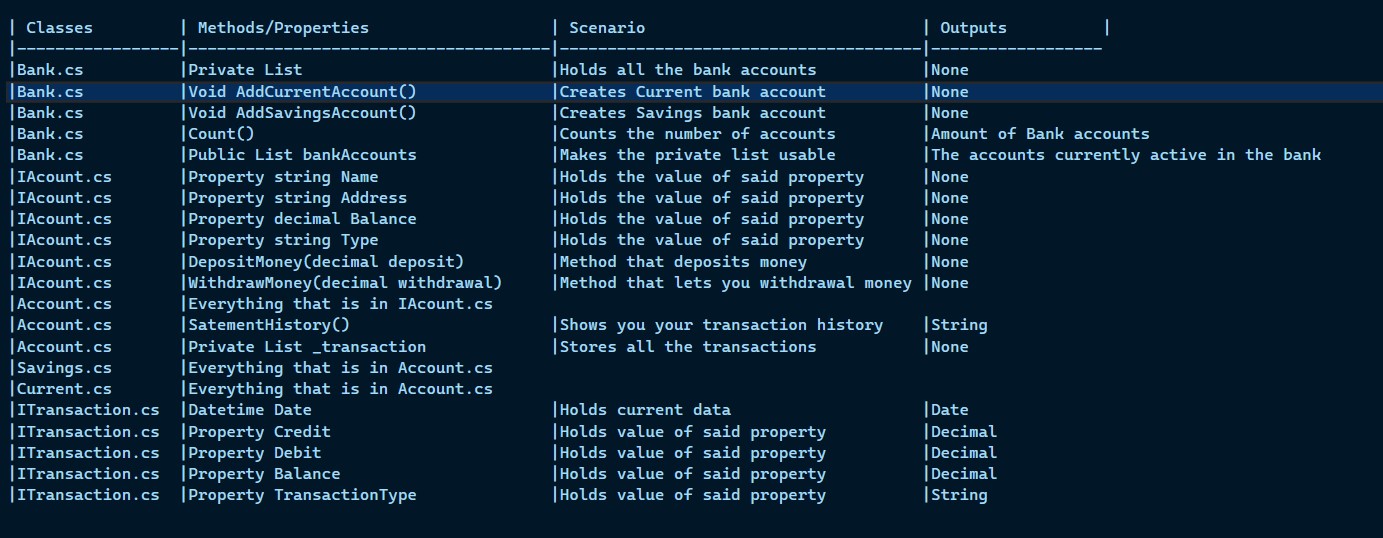 | Classes         | Methods/Properties                   | Scenario                             | Outputs          |
|-----------------|--------------------------------------|--------------------------------------|------------------
|Bank.cs          |Private List                          |Holds all the bank accounts           |None
|Bank.cs          |Void AddCurrentAccount()              |Creates Current bank account          |None
|Bank.cs          |Void AddSavingsAccount()              |Creates Savings bank account          |None
|Bank.cs          |Count()                               |Counts the number of accounts         |Amount of Bank accounts
|Bank.cs          |Public List bankAccounts              |Makes the private list usable         |The accounts currently active in the bank
|IAcount.cs       |Property string Name                  |Holds the value of said property      |None
|IAcount.cs       |Property string Address               |Holds the value of said property      |None
|IAcount.cs       |Property decimal Balance              |Holds the value of said property      |None
|IAcount.cs       |Property string Type                  |Holds the value of said property      |None
|IAcount.cs       |DepositMoney(decimal deposit)         |Method that deposits money            |None
|IAcount.cs       |WithdrawMoney(decimal withdrawal)     |Method that lets you withdrawal money |None
|Account.cs       |Everything that is in IAcount.cs
|Account.cs       |SatementHistory()                     |Shows you your transaction history    |String
|Account.cs       |Private List _transaction             |Stores all the transactions           |None
|Savings.cs       |Everything that is in Account.cs
|Current.cs       |Everything that is in Account.cs
|ITransaction.cs  |Datetime Date                         |Holds current data                    |Date
|ITransaction.cs  |Property Credit                       |Holds value of said property          |Decimal
|ITransaction.cs  |Property Debit                        |Holds value of said property          |Decimal
|ITransaction.cs  |Property Balance                      |Holds value of said property          |Decimal
|ITransaction.cs  |Property TransactionType              |Holds value of said property          |String